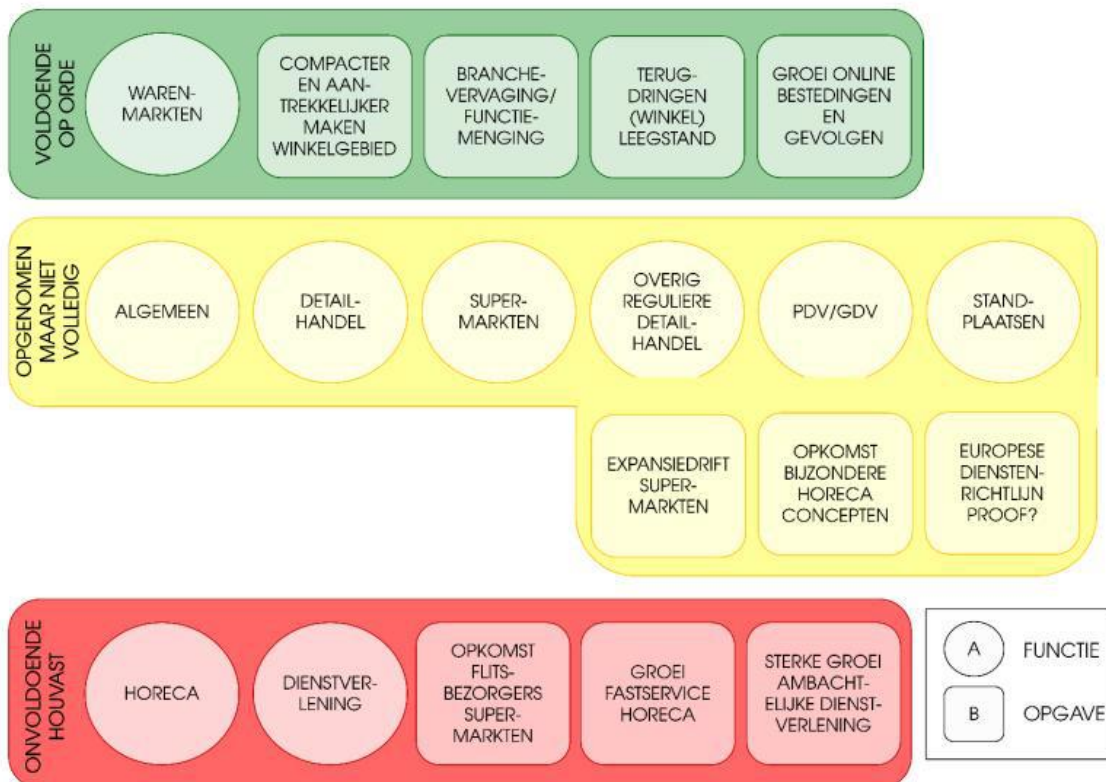 VOLDOENDE
OP ORDE
WAREN-
MARKTEN
COMPACTER
EN AAN-
TREKKELIJKER
MAKEN
WINKELGEBIED
BRANCHE-
VERVAGING/
FUNCTIE-
MENGING
TERUG-
DRINGEN
(WINKEL)
LEEGSTAND
GROEI ONLINE
BESTEDINGEN
EN
GEVOLGEN
OPGENOMEN
MAAR NIET
VOLLEDIG
ALGEMEEN
DETAIL-
HANDEL
SUPER-
MARKTEN
OVERIG
REGULIERE
DETAIL-
HANDEL
PDV/GDV
STAND-
PLAATSEN
EXPANSIEDRIFT
SUPER-
MARKTEN
OPKOMST
BIJZONDERE
HORECA
CONCEPTEN
EUROPESE
DIENSTEN-
RICHTLIJN
PROOF?
ONVOLDOENDE
HOUVAST
HORECA
DIENSTVER-
LENING
OPKOMST
FLITS-
BEZORGERS
SUPER-
MARKTEN
GROEI
FASTSERVICE
HORECA
STERKE GROEI
AMBACHT-
ELIJKE DIENST-
VERLENING
A FUNCTIE
B OPGAVE